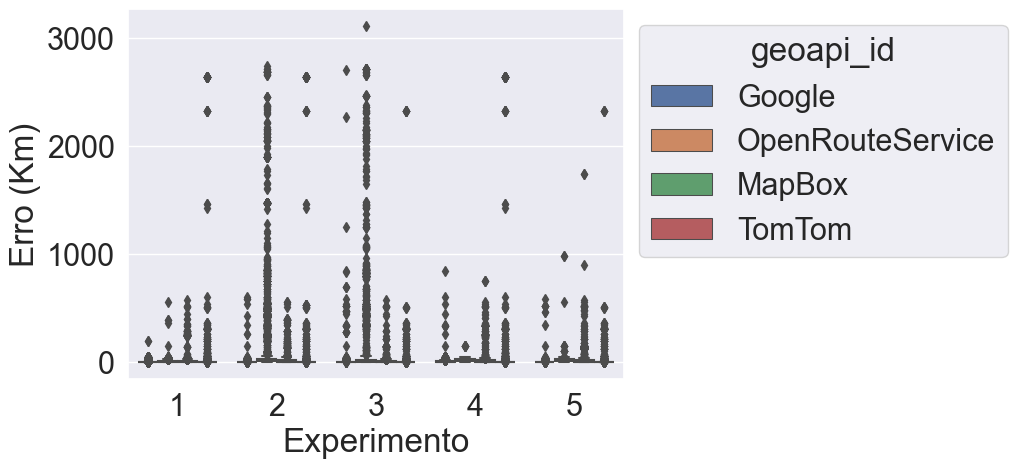 3000
2000
1000
0
Erro (Km)
1 2 3 4 5
Experimento
geoapi_id
Google
OpenRouteService
MapBox
TomTom